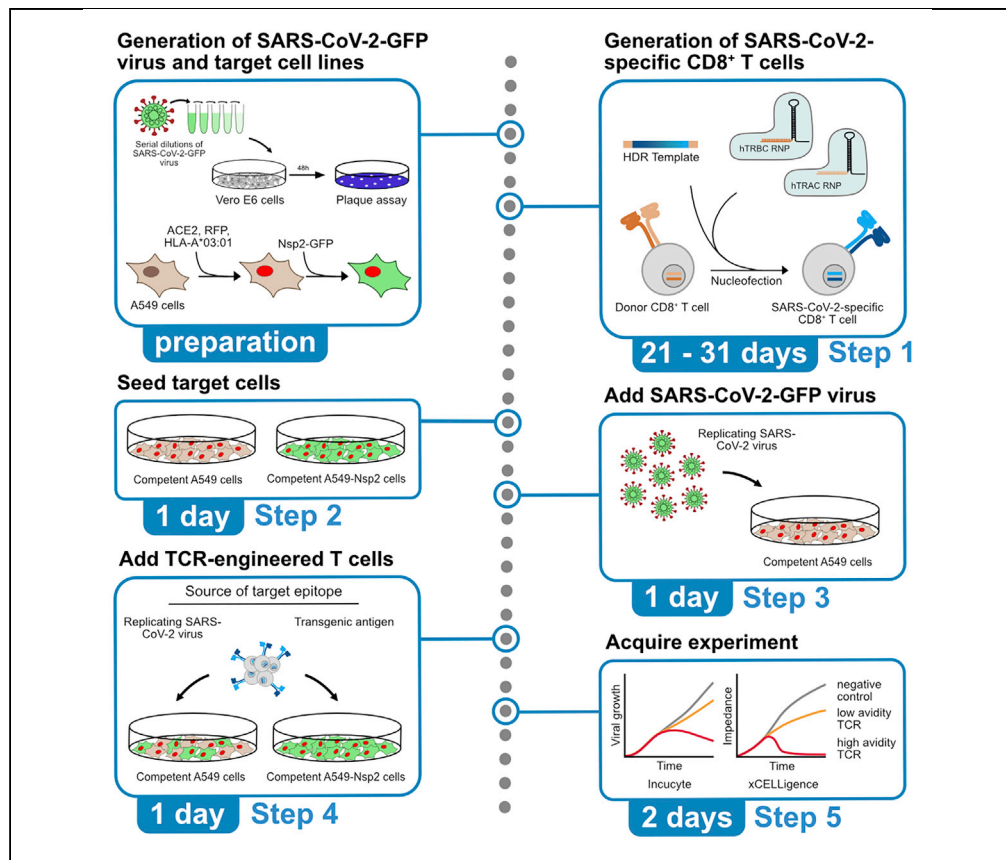 Generation of SARS-CoV-2-GFP
virus and target cell lines
Serial dilutions of
SARS-CoV-2-GFP
virus
48h
Vero E6 cells
Plaque assay
ACE2, RFP,
HLA-A*03:01
Nsp2-GFP
A549 cells
preparation
Generation of SARS-CoV-2-
specific CD8⁺ T cells
hTRBC RNP
HDR Template
hTRAC RNP
Nucleofection
Donor CD8⁺ T cell
SARS-CoV-2-specific
CD8⁺ T cell
21 - 31 days Step 1
Seed target cells
Competent A549 cells
Competent A549-Nsp2 cells
1 day Step 2
Add SARS-CoV-2-GFP virus
Replicating SARS-
CoV-2 virus
Competent A549 cells
1 day Step 3
Add TCR-engineered T cells
Source of target epitope
Replicating SARS-
CoV-2 virus
Transgenic antigen
Competent A549 cells
Competent A549-Nsp2 cells
1 day Step 4
Acquire experiment
Viral growth
Time
Incucyte
Impedance
Time
xCELLigence
negative
control
low avidity
TCR
high avidity
TCR
2 days Step 5